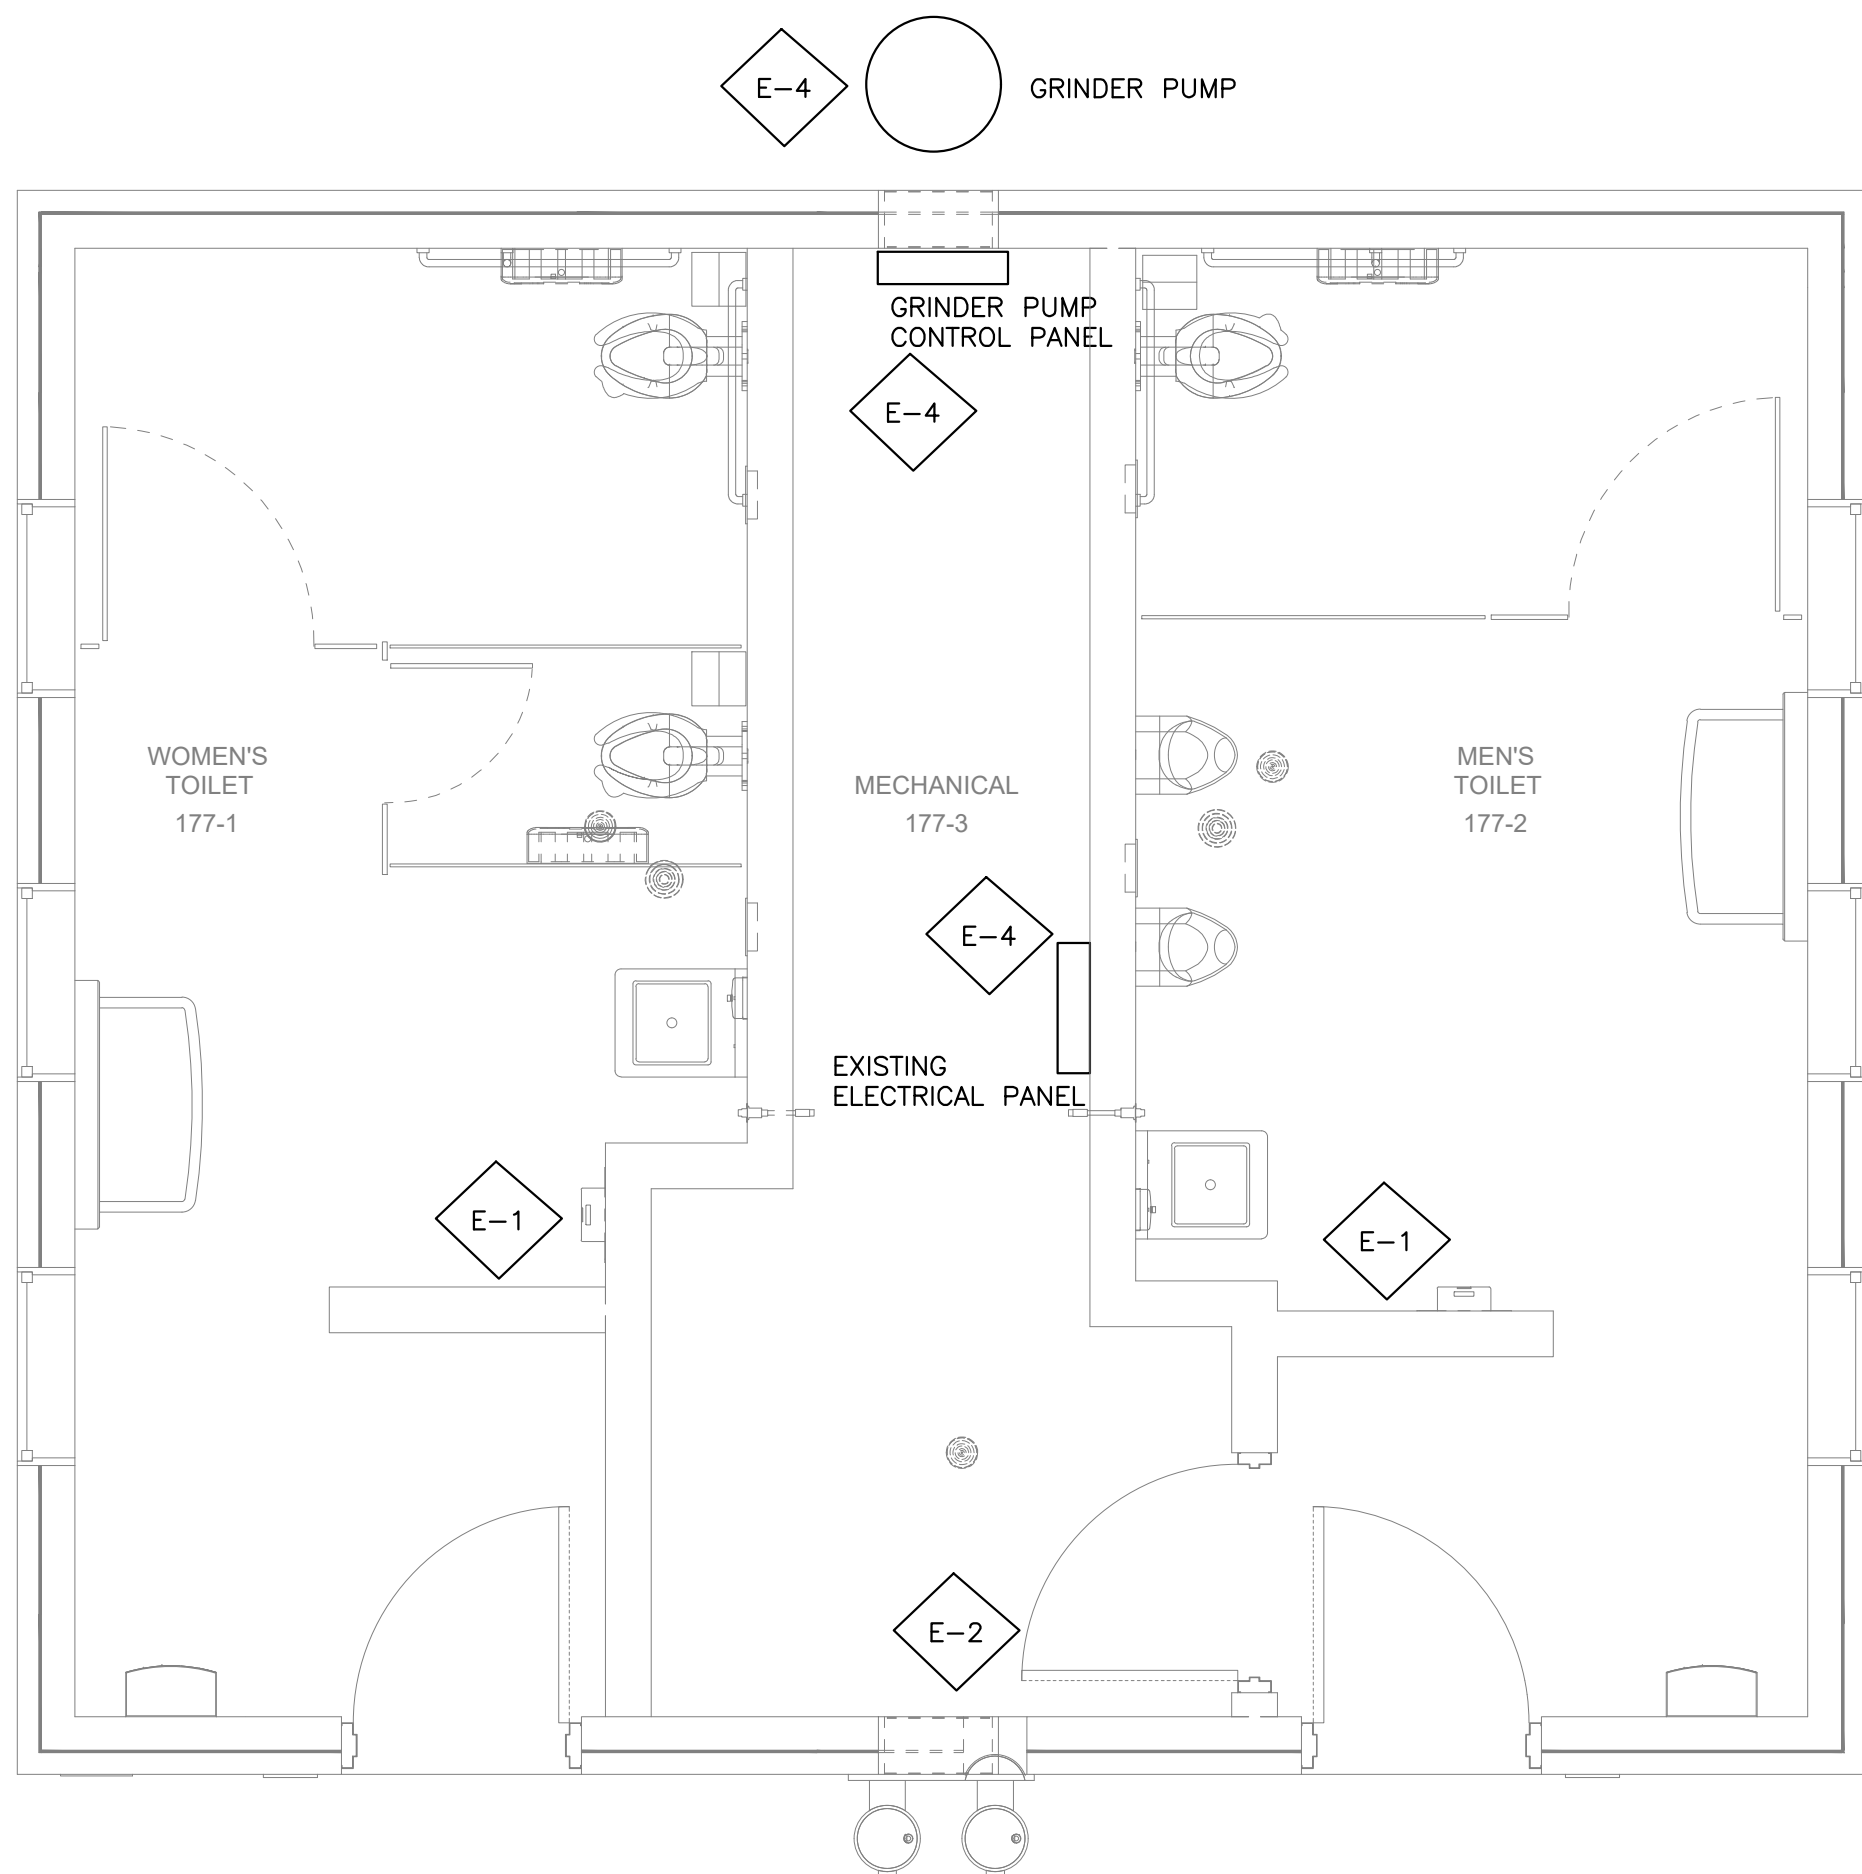 E-4
GRINDER PUMP
GRINDER PUMP
CONTROL PANEL
E-4
WOMEN'S
TOILET
177-1
MECHANICAL
177-3
MEN'S
TOILET
177-2
E-4
EXISTING
ELECTRICAL PANEL
E-1
E-1
E-2